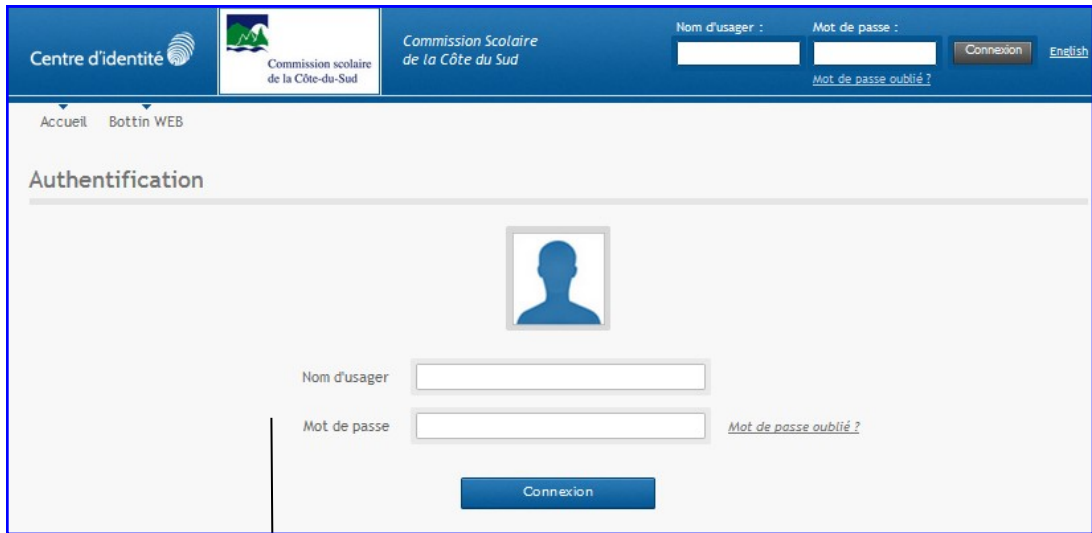 Centre d'identité
Commission scolaire
de la Côte-du-Sud
Commission Scolaire
de la Côte du Sud
Nom d'usager :
Mot de passe :
Connexion
English
Mot de passe oublié ?
Accueil
Bottin WEB
Authentification
Nom d'usager
Mot de passe
Mot de passe oublié ?
Connexion